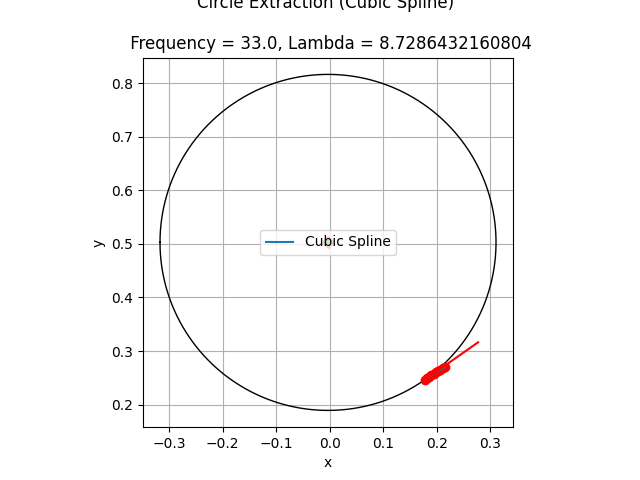 Circle Extraction (Cubic Spline)
Frequency = 33.0, Lambda = 8.7286432160804
0.8
0.7
0.6
0.5
0.4
0.3
0.2
y
Cubic Spline
−0.3 −0.2 −0.1 0.0 0.1 0.2 0.3
x